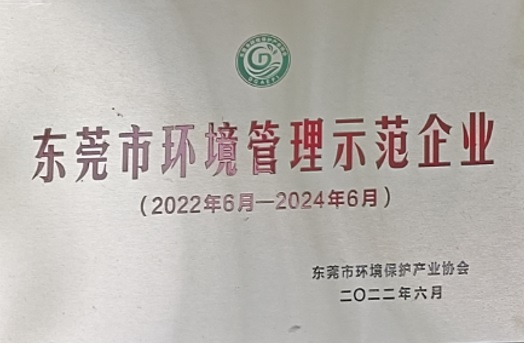 东莞市环境管理示范企业
（2022年6月—2024年6月）
东莞市环境保护产业协会
二〇二二年六月